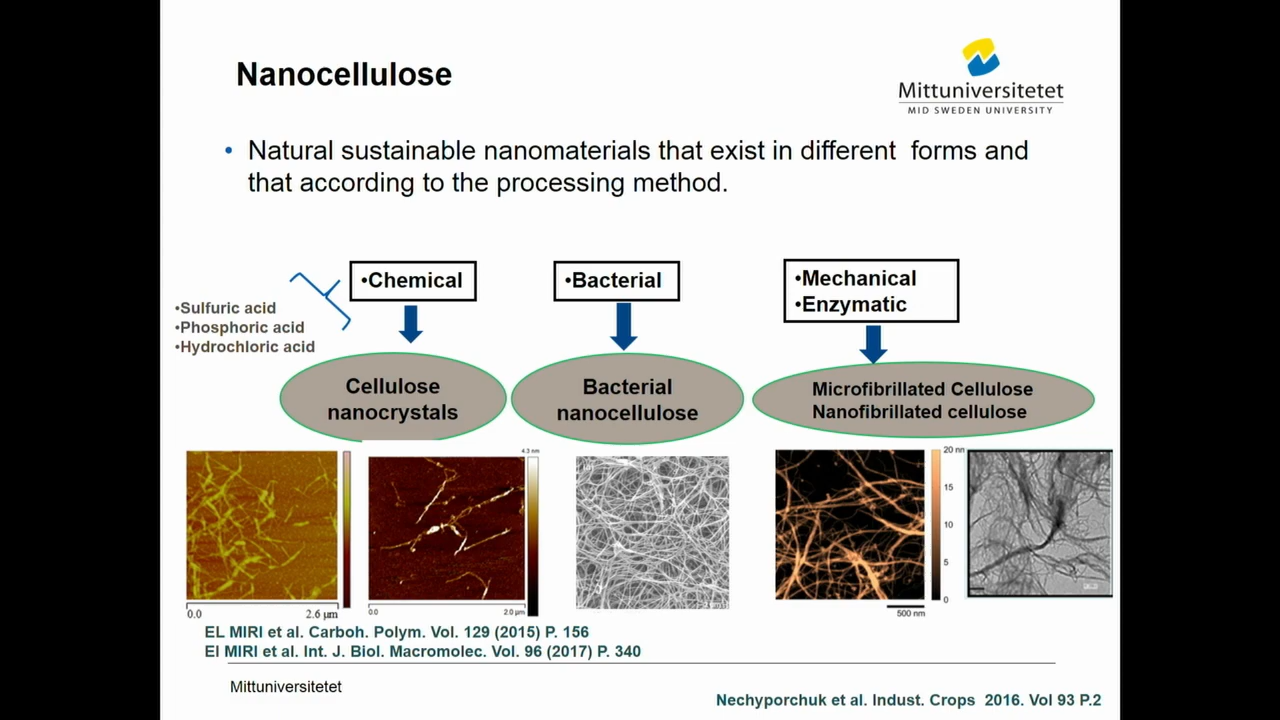 Nanocellulose
Mittuniversitetet
MID SWEDEN UNIVERSITY
• Natural sustainable nanomaterials that exist in different forms and
that according to the processing method.
•Chemical
•Bacterial
•Mechanical
•Enzymatic
•Sulfuric acid
•Phosphoric acid
•Hydrochloric acid
Cellulose
nanocrystals
Bacterial
nanocellulose
Microfibrillated Cellulose
Nanofibrillated cellulose
4.3 nm
20 nm
15
10
5
0
0.0
2.6 µm
0.0
2.0 µm
500 nm
EL MIRI et al. Carboh. Polym. Vol. 129 (2015) P. 156
El MIRI et al. Int. J. Biol. Macromolec. Vol. 96 (2017) P. 340
Mittuniversitetet
Nechyporchuk et al. Indust. Crops 2016. Vol 93 P.2